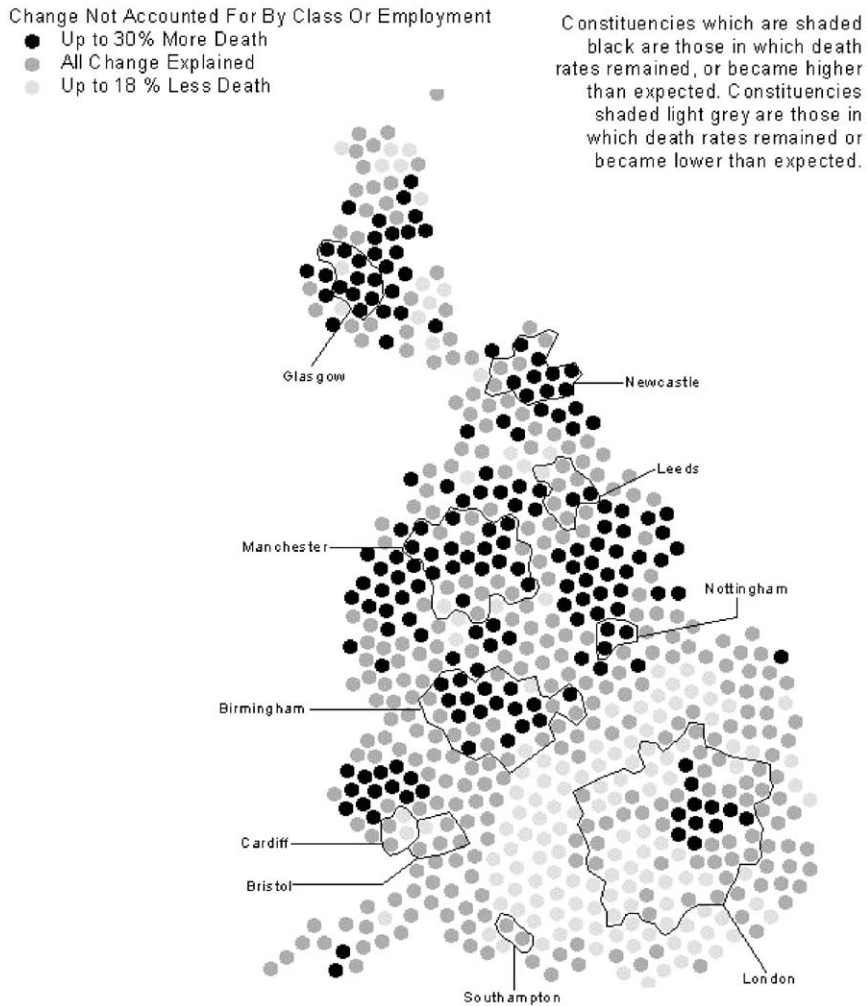 Change Not Accounted For By Class Or Employment
Up to 30% More Death
All Change Explained
Up to 18 % Less Death
Constituencies which are shaded
black are those in which death
rates remained, or became higher
than expected. Constituencies
shaded light grey are those in
which death rates remained or
became lower than expected.
Glasgow
Newcastle
Leeds
Manchester
Nottingham
Birmingham
Cardiff
Bristol
London
Southampton